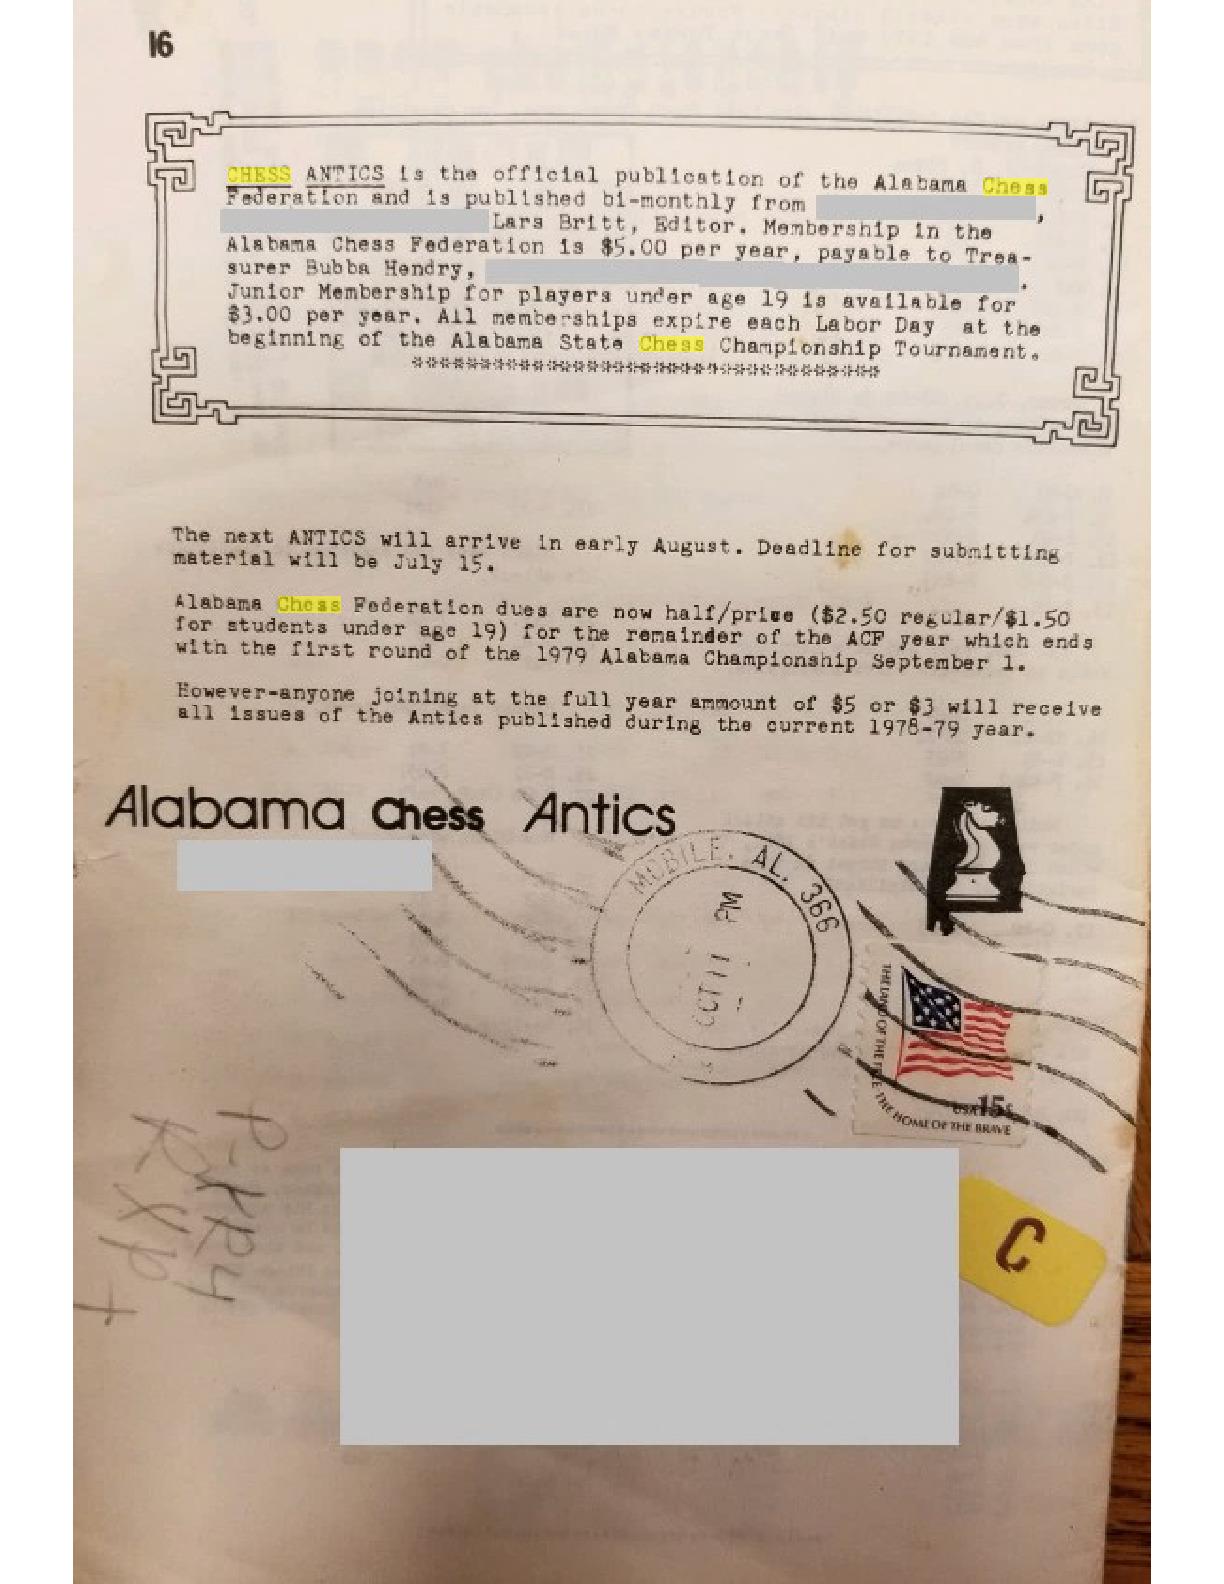 16
CHESS ANTICS is the official publication of the Alabama Chess
Federation and is published bi-monthly from ,
Lars Britt, Editor. Membership in the
Alabama Chess Federation is $5.00 per year, payable to Trea-
surer Bubba Hendry, .
Junior Membership for players under age 19 is available for
$3.00 per year. All memberships expire each Labor Day at the
beginning of the Alabama State Chess Championship Tournament.
The next ANTICS will arrive in early August. Deadline for submitting
material will be July 15.
Alabama Chess Federation dues are now half/price ($2.50 regular/$1.50
for students under age 19) for the remainder of the ACF year which ends
with the first round of the 1979 Alabama Championship September 1.
However-anyone joining at the full year ammount of $5 or $3 will receive
all issues of the Antics published during the current 1978-79 year.
Alabama Chess Antics
MOBILE, AL. 366
PM
OCT 11
THE LAND OF THE FREE THE HOME OF THE BRAVE
USA 15c
C
P-KR4
RXP+